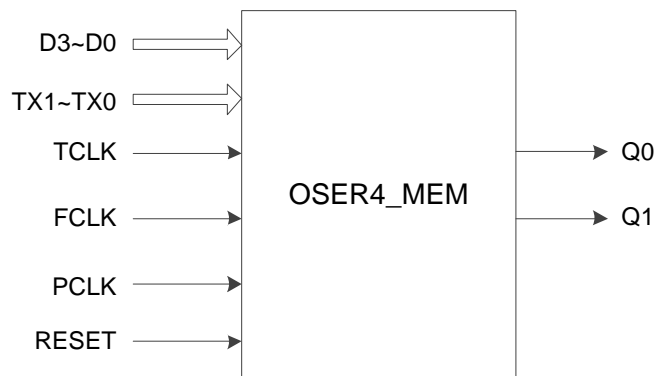 D3~D0
TX1~TX0
TCLK
FCLK
PCLK
RESET
OSER4_MEM
Q0
Q1